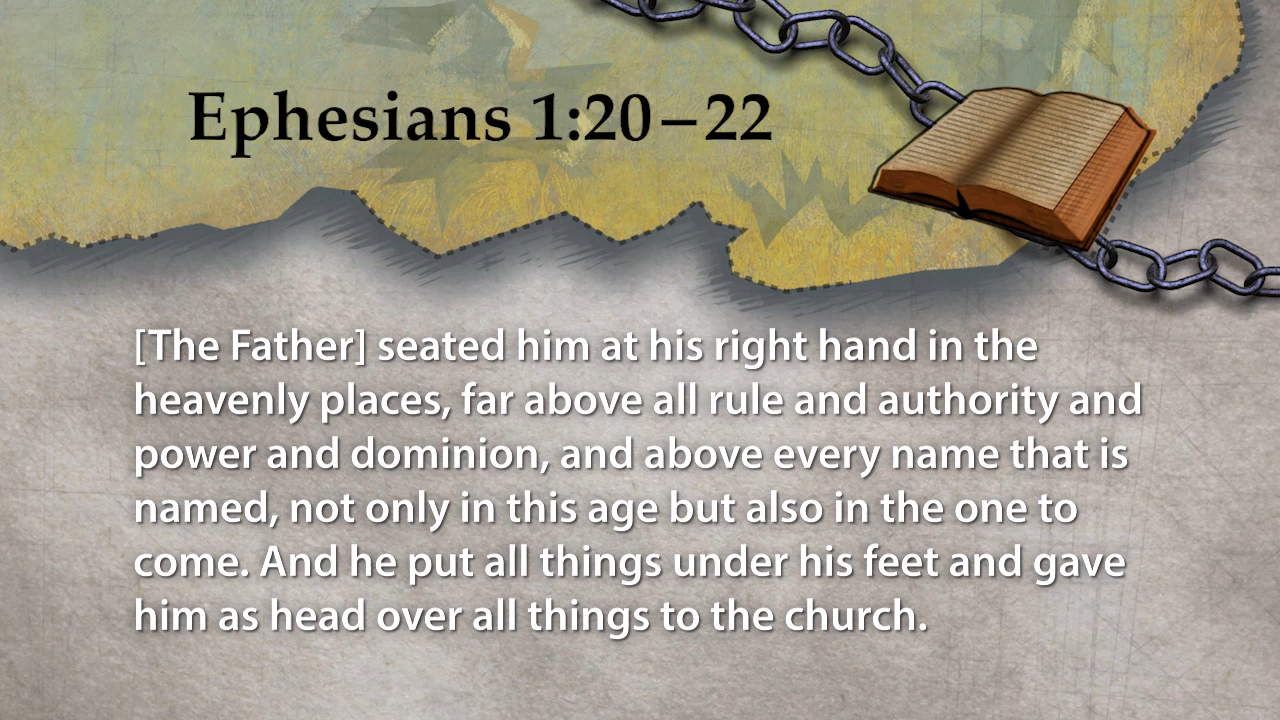 Ephesians 1:20–22
[The Father] seated him at his right hand in the
heavenly places, far above all rule and authority and
power and dominion, and above every name that is
named, not only in this age but also in the one to
come. And he put all things under his feet and gave
him as head over all things to the church.